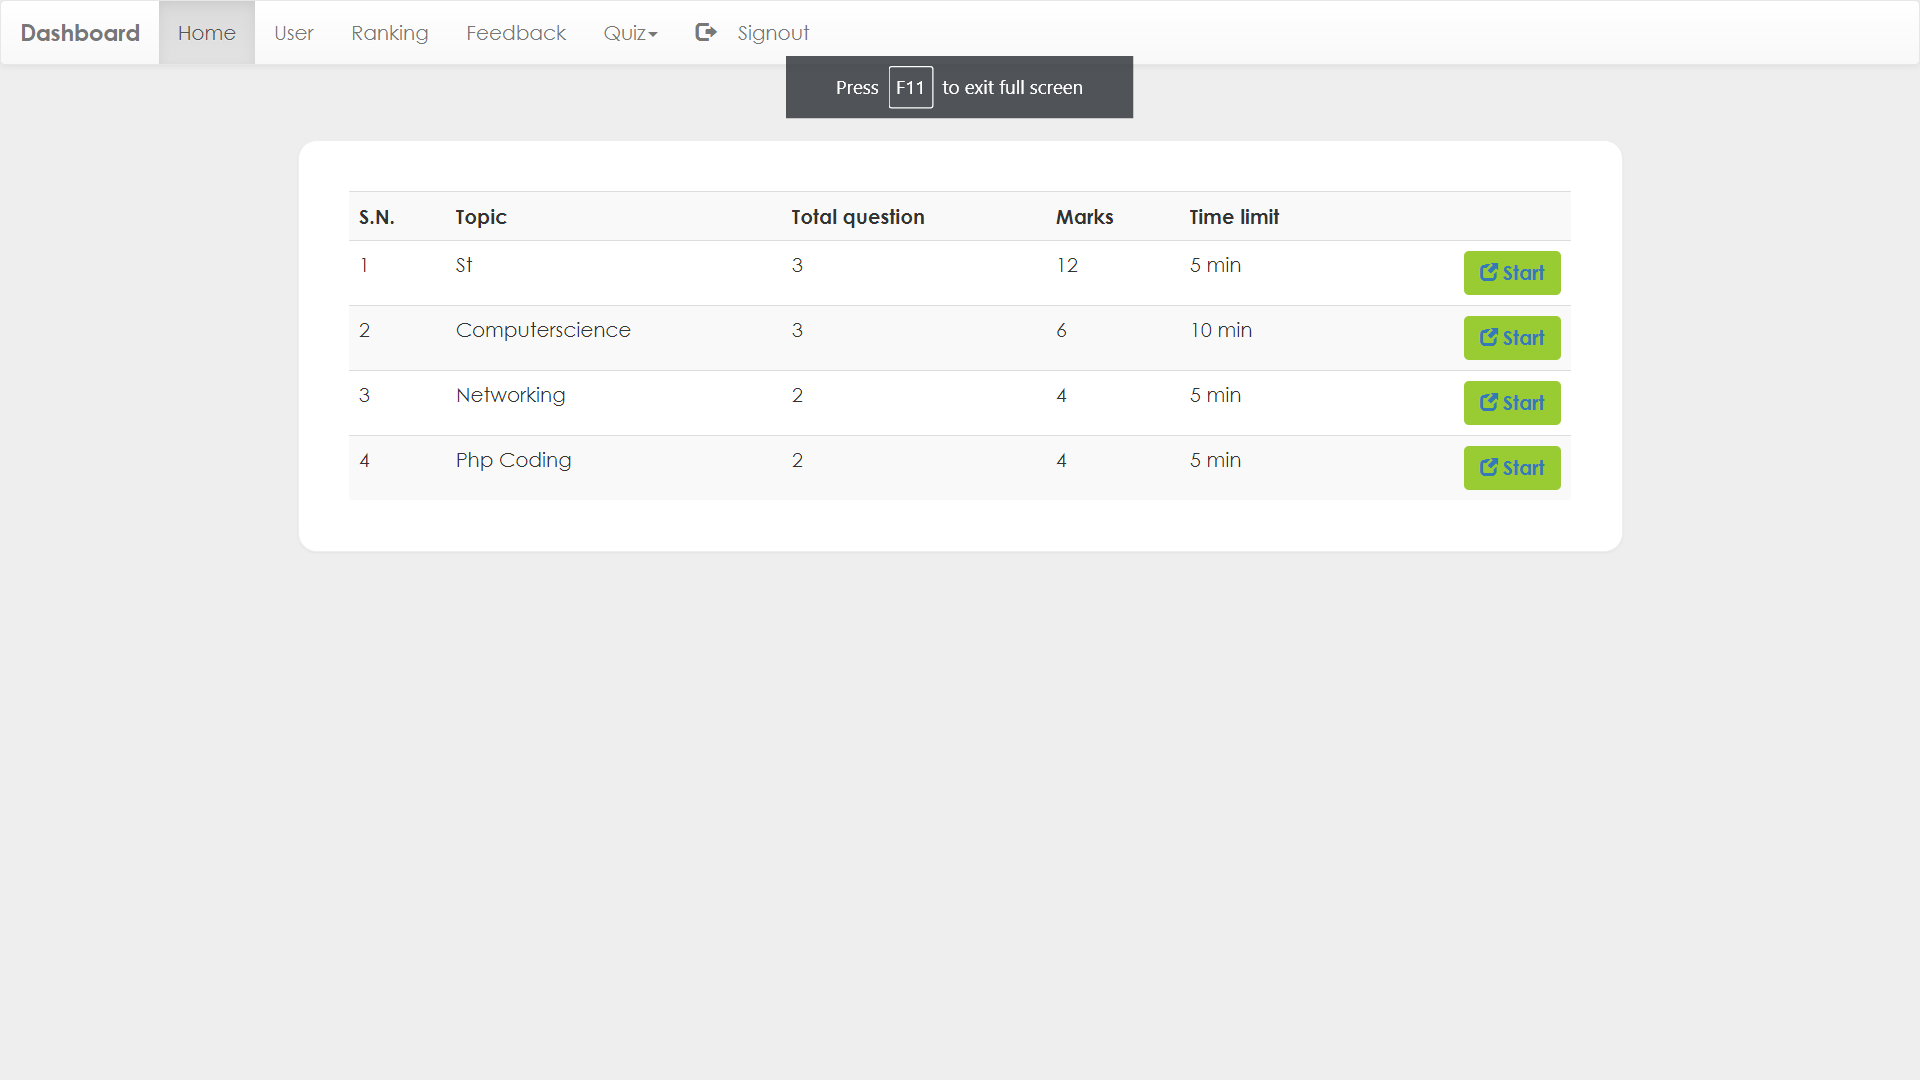 Dashboard Home User Ranking Feedback Quiz Signout
Press F11 to exit full screen
S.N. Topic Total question Marks Time limit
1 St 3 12 5 min Start
2 Computerscience 3 6 10 min Start
3 Networking 2 4 5 min Start
4 Php Coding 2 4 5 min Start